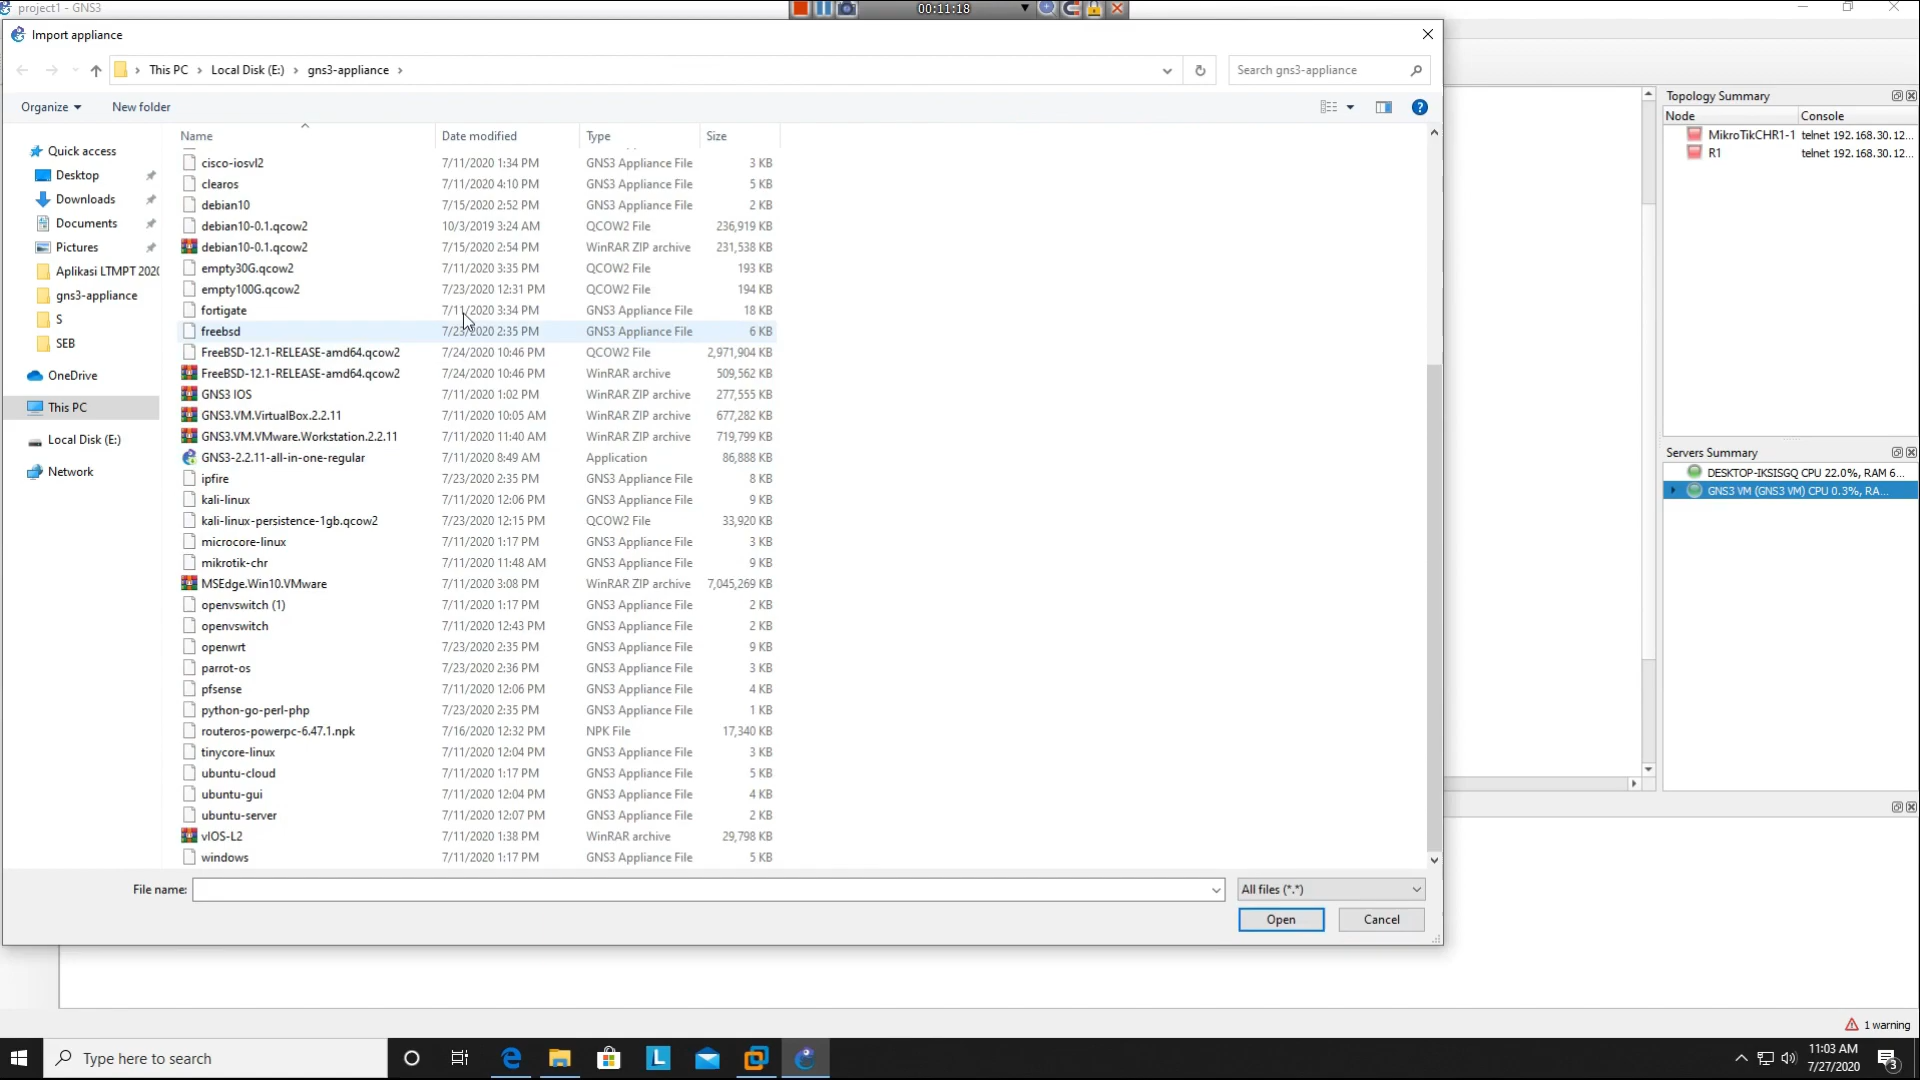 project1 - GNS3
00:11:18
Import appliance
This PC
Local Disk (E:)
gns3-appliance
Search gns3-appliance
Organize
New folder
Topology Summary
Node Console
MikroTikCHR1-1 telnet 192.168.30.12...
R1 telnet 192.168.30.12...
Quick access
Desktop
Downloads
Documents
Pictures
Aplikasi LTMPT 202
gns3-appliance
S
SEB
OneDrive
This PC
Local Disk (E:)
Network
Name Date modified Type Size
cisco-iosvl2 7/11/2020 1:34 PM GNS3 Appliance File 3 KB
clearos 7/11/2020 4:10 PM GNS3 Appliance File 5 KB
debian10 7/15/2020 2:52 PM GNS3 Appliance File 2 KB
debian10-0.1.qcow2 10/3/2019 3:24 AM QCOW2 File 236,919 KB
debian10-0.1.qcow2 7/15/2020 2:54 PM WinRAR ZIP archive 231,538 KB
empty30G.qcow2 7/11/2020 3:35 PM QCOW2 File 193 KB
empty100G.qcow2 7/23/2020 12:31 PM QCOW2 File 194 KB
fortigate 7/11/2020 3:34 PM GNS3 Appliance File 18 KB
freebsd 7/23/2020 2:35 PM GNS3 Appliance File 6 KB
FreeBSD-12.1-RELEASE-amd64.qcow2 7/24/2020 10:46 PM QCOW2 File 2,971,904 KB
FreeBSD-12.1-RELEASE-amd64.qcow2 7/24/2020 10:46 PM WinRAR archive 509,562 KB
GNS3 IOS 7/11/2020 1:02 PM WinRAR ZIP archive 277,555 KB
GNS3.VM.VirtualBox.2.2.11 7/11/2020 10:05 AM WinRAR ZIP archive 677,282 KB
GNS3.VM.VMware.Workstation.2.2.11 7/11/2020 11:40 AM WinRAR ZIP archive 719,799 KB
GNS3-2.2.11-all-in-one-regular 7/11/2020 8:49 AM Application 86,888 KB
ipfire 7/23/2020 2:35 PM GNS3 Appliance File 8 KB
kali-linux 7/11/2020 12:06 PM GNS3 Appliance File 9 KB
kali-linux-persistence-1gb.qcow2 7/23/2020 12:15 PM QCOW2 File 33,920 KB
microcore-linux 7/11/2020 1:17 PM GNS3 Appliance File 3 KB
mikrotik-chr 7/11/2020 11:48 AM GNS3 Appliance File 9 KB
MSEdge.Win10.VMware 7/11/2020 3:08 PM WinRAR ZIP archive 7,045,269 KB
openvswitch (1) 7/11/2020 1:17 PM GNS3 Appliance File 2 KB
openvswitch 7/11/2020 12:43 PM GNS3 Appliance File 2 KB
openwrt 7/23/2020 2:35 PM GNS3 Appliance File 9 KB
parrot-os 7/23/2020 2:36 PM GNS3 Appliance File 3 KB
pfsense 7/11/2020 12:06 PM GNS3 Appliance File 4 KB
python-go-perl-php 7/23/2020 2:35 PM GNS3 Appliance File 1 KB
routeros-powerpc-6.47.1.npk 7/16/2020 12:32 PM NPK File 17,340 KB
tinycore-linux 7/11/2020 12:04 PM GNS3 Appliance File 3 KB
ubuntu-cloud 7/11/2020 1:17 PM GNS3 Appliance File 5 KB
ubuntu-gui 7/11/2020 12:04 PM GNS3 Appliance File 4 KB
ubuntu-server 7/11/2020 12:07 PM GNS3 Appliance File 2 KB
vIOS-L2 7/11/2020 1:38 PM WinRAR archive 29,798 KB
windows 7/11/2020 1:17 PM GNS3 Appliance File 5 KB
Servers Summary
DESKTOP-IKSISGQ CPU 22.0%, RAM 6...
GNS3 VM (GNS3 VM) CPU 0.3%, RA...
File name:
All files (*.*)
Open
Cancel
1 warning
Type here to search
11:03 AM
7/27/2020
3